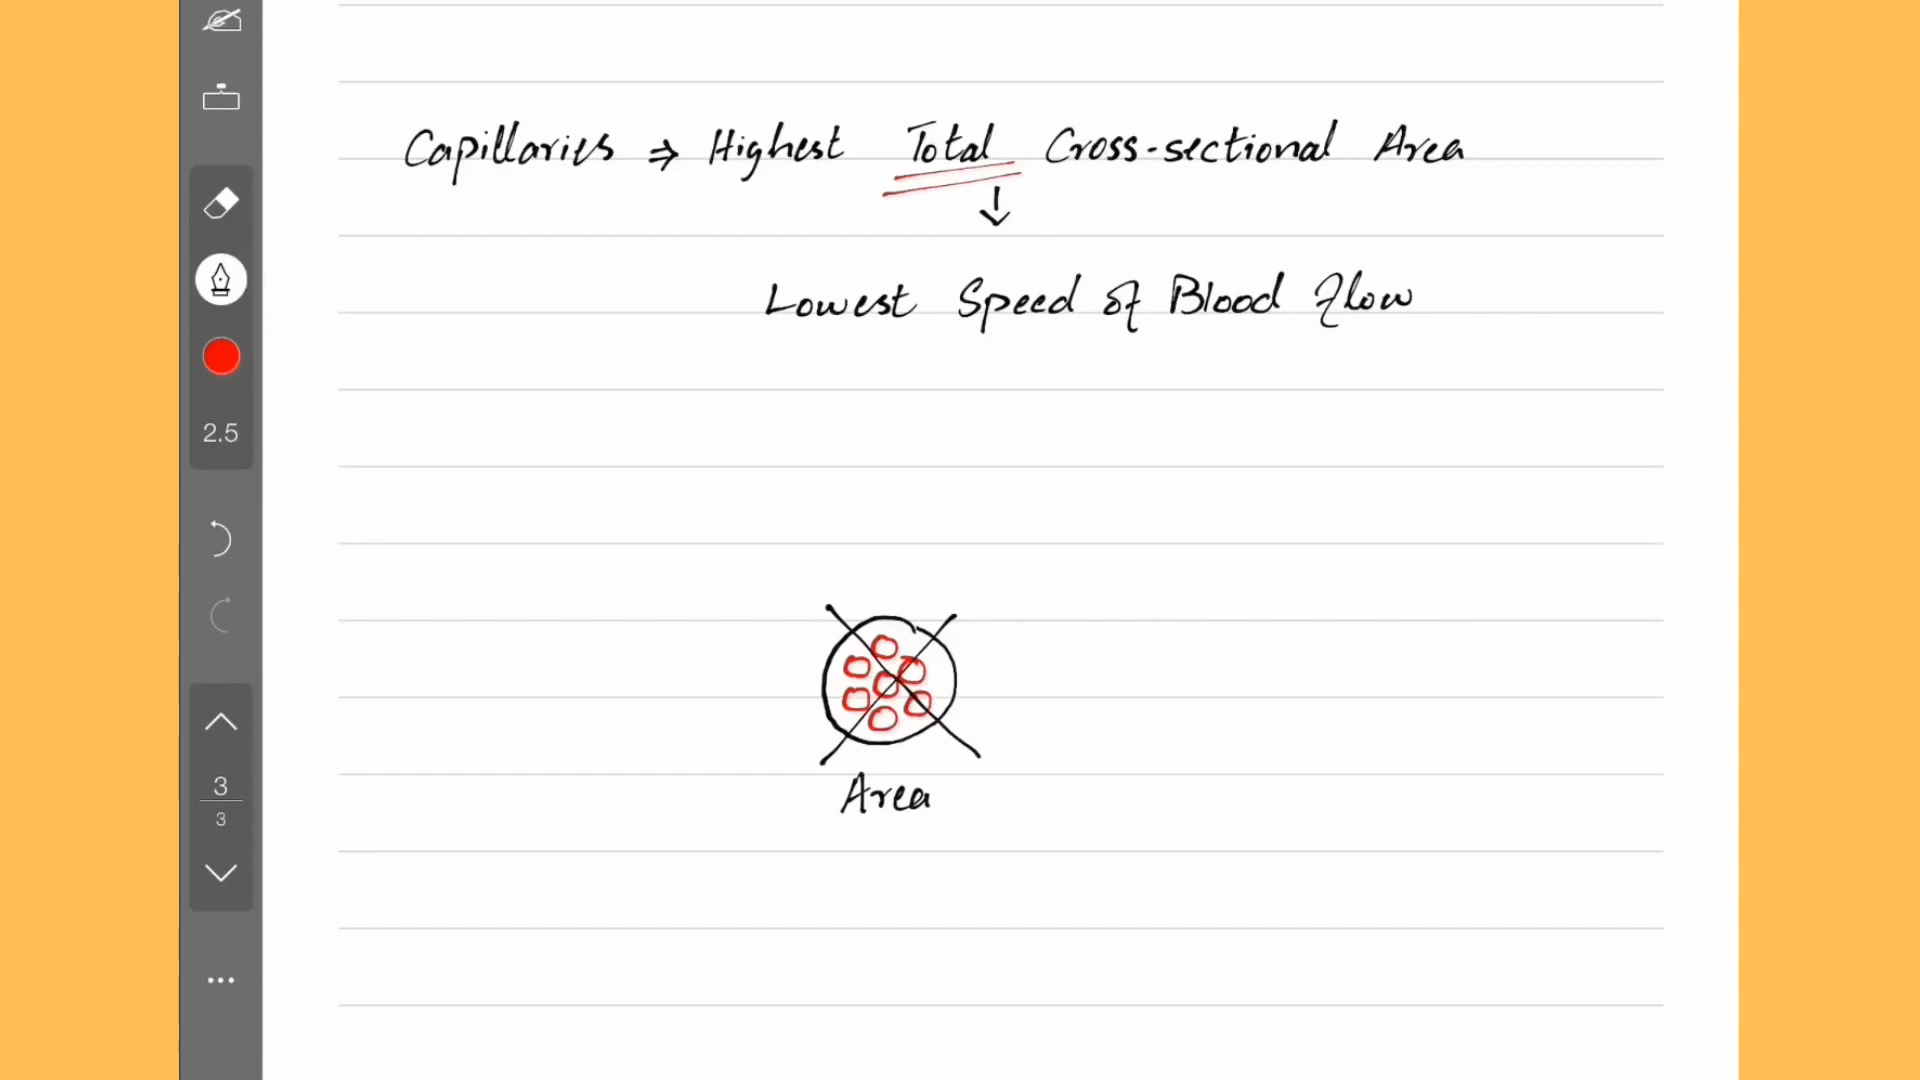 Capillaries ⇒ Highest Total Cross-sectional Area
↓
Lowest Speed of Blood flow
2.5
Area
3
3